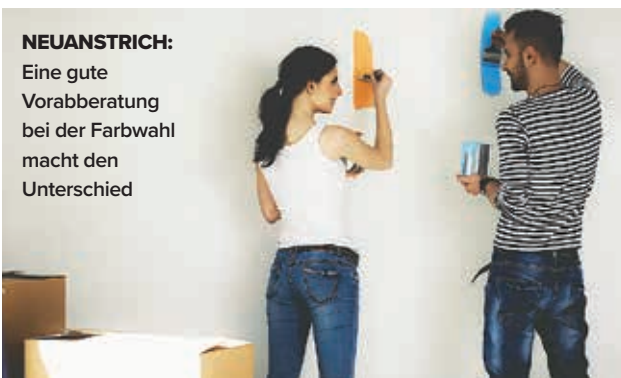 NEUANSTRICH:
Eine gute
Vorabberatung
bei der Farbwahl
macht den
Unterschied